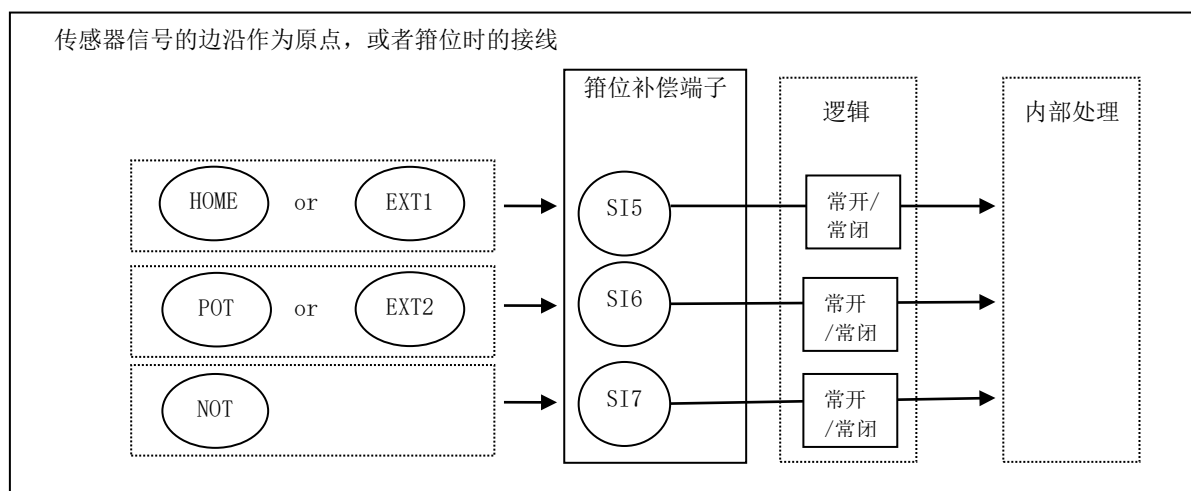 传感器信号的边沿作为原点，或者箝位时的接线
箝位补偿端子
逻辑
内部处理
HOME or EXT1
SI5
常开/
常闭
POT or EXT2
SI6
常开
/常闭
NOT
SI7
常开
/常闭